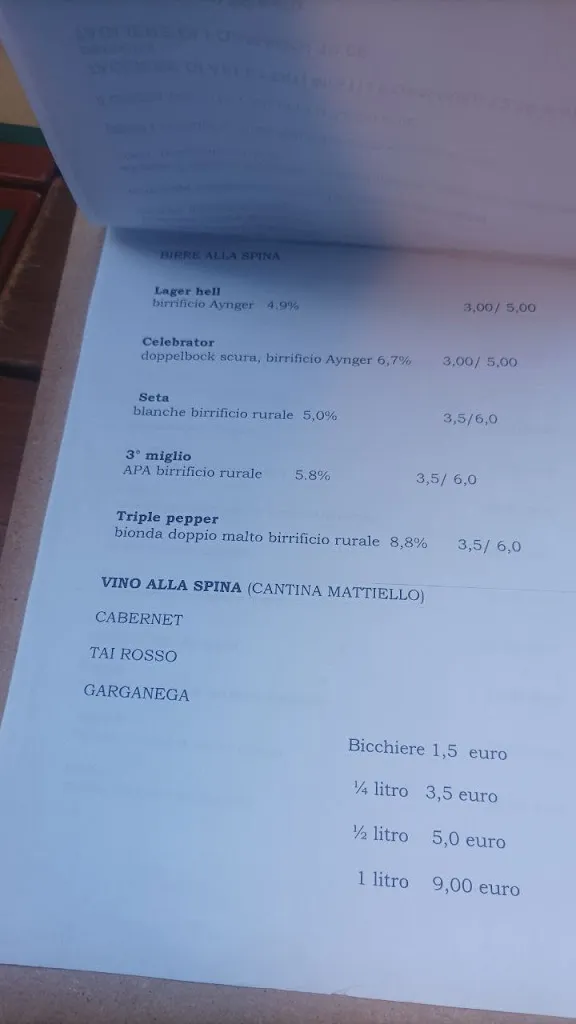 BIRRE ALLA SPINA
Lager hell
birrificio Aynger 4.9% 3,00/ 5,00
Celebrator
doppelbock scura, birrificio Aynger 6,7% 3,00/ 5,00
Seta
blanche birrificio rurale 5,0% 3,5/6,0
3° miglio
APA birrificio rurale 5.8% 3,5/ 6,0
Triple pepper
bionda doppio malto birrificio rurale 8,8% 3,5/ 6,0
VINO ALLA SPINA (CANTINA MATTIELLO)
CABERNET
TAI ROSSO
GARGANEGA
Bicchiere 1,5 euro
¼ litro 3,5 euro
½ litro 5,0 euro
1 litro 9,00 euro